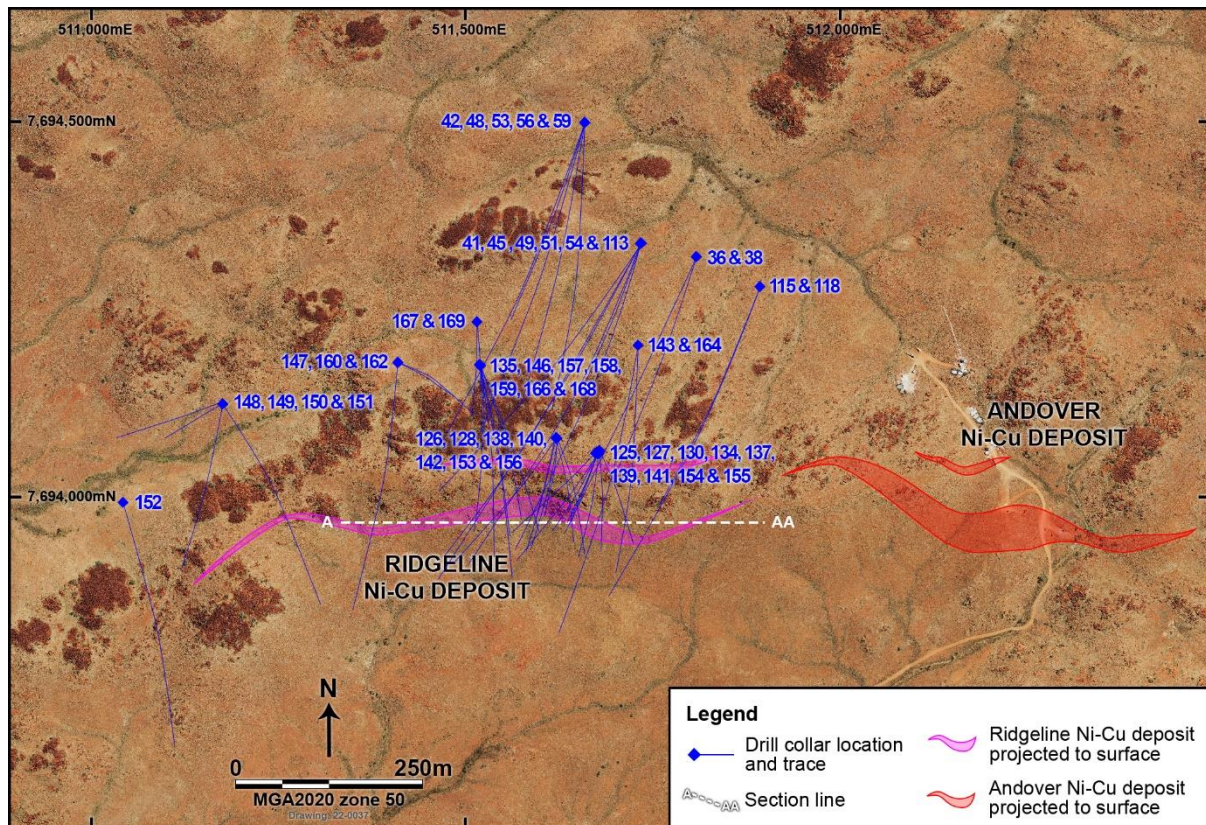 511,000mE
511,500mE
512,000mE
7,694,500mN
42, 48, 53, 56 & 59
41, 45, 49, 51, 54 & 113
36 & 38
115 & 118
167 & 169
143 & 164
147, 160 & 162
135, 146, 157, 158,
159, 166 & 168
148, 149, 150 & 151
ANDOVER
Ni-Cu DEPOSIT
126, 128, 138, 140,
142, 153 & 156
125, 127, 130, 134, 137,
139, 141, 154 & 155
7,694,000mN
152
A
AA
RIDGELINE
Ni-Cu DEPOSIT
N
0
250m
MGA2020 zone 50
Drawing: 22-0037
Legend
Drill collar location
and trace
A
AA
Section line
Ridgeline Ni-Cu deposit
projected to surface
Andover Ni-Cu deposit
projected to surface